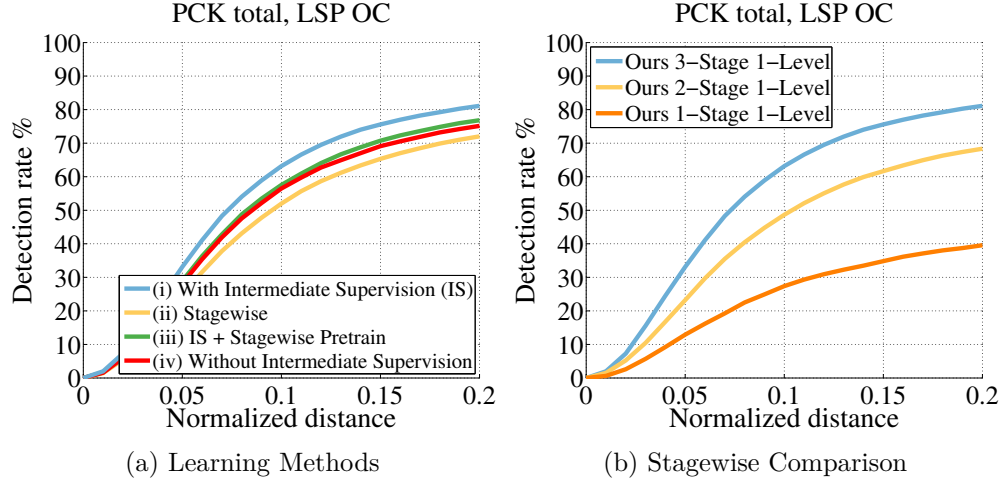 PCK total, LSP OC
100
90
80
70
60
50
40
30
20
10
0
Detection rate %
(i) With Intermediate Supervision (IS)
(ii) Stagewise
(iii) IS + Stagewise Pretrain
(iv) Without Intermediate Supervision
0 0.05 0.1 0.15 0.2
Normalized distance
(a) Learning Methods
PCK total, LSP OC
100
90
80
70
60
50
40
30
20
10
0
Detection rate %
Ours 3−Stage 1−Level
Ours 2−Stage 1−Level
Ours 1−Stage 1−Level
0 0.05 0.1 0.15 0.2
Normalized distance
(b) Stagewise Comparison